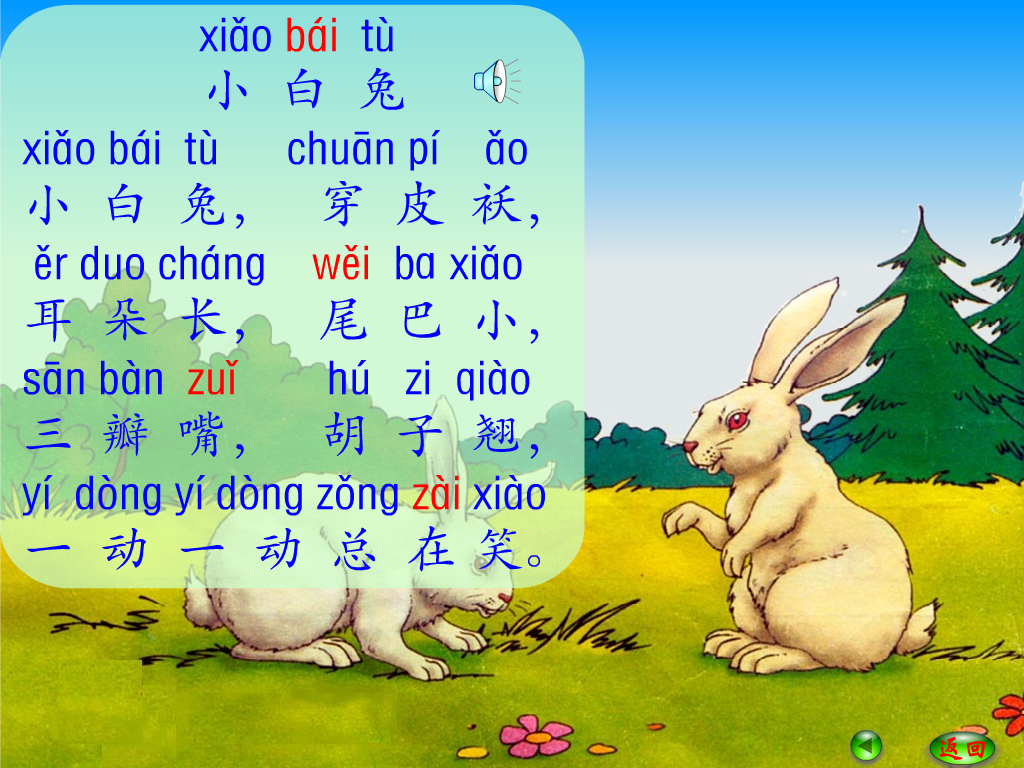 xiǎo bái tù
小 白 兔
xiǎo bái tù chuān pí ǎo
小 白 兔， 穿 皮 袄，
ěr duo cháng wěi ba xiǎo
耳 朵 长， 尾 巴 小，
sān bàn zuǐ hú zi qiào
三 瓣 嘴， 胡 子 翘，
yí dòng yí dòng zǒng zài xiào
一 动 一 动 总 在 笑。
返回